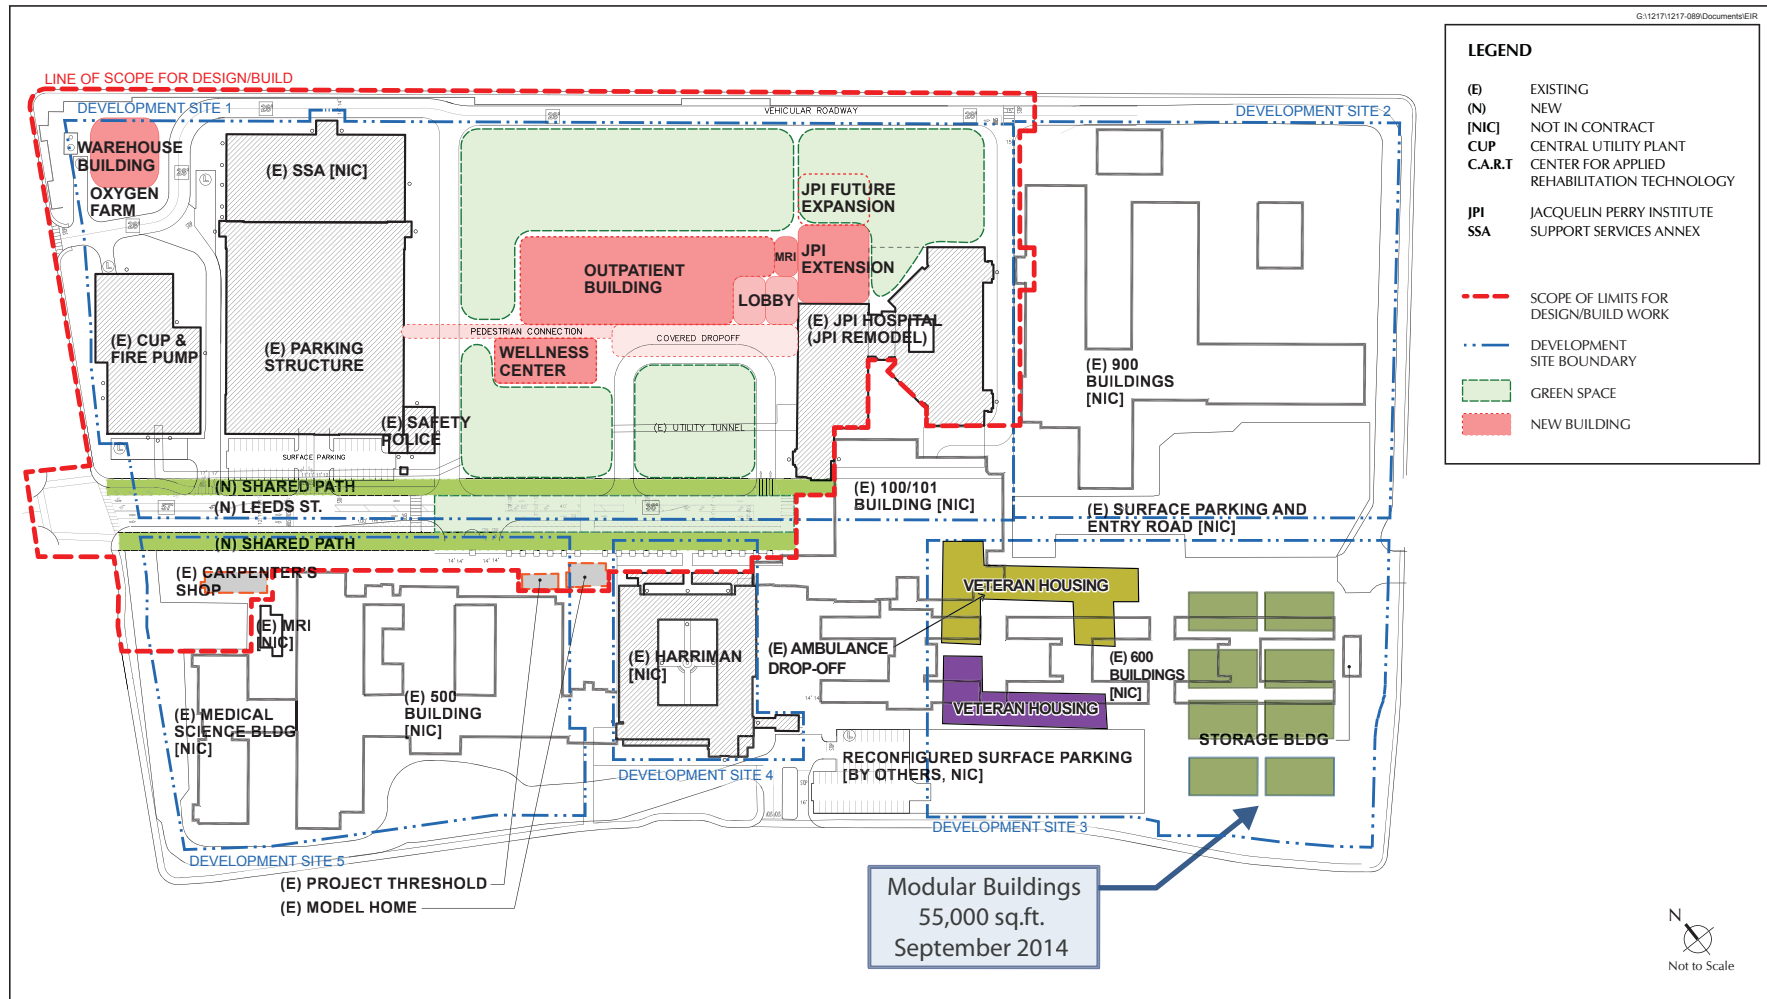 G:\1217\1217-089\Documents\EIR
LINE OF SCOPE FOR DESIGN/BUILD
DEVELOPMENT SITE 1
VEHICULAR ROADWAY
DEVELOPMENT SITE 2
WAREHOUSE
BUILDING
OXYGEN
FARM
(E) SSA [NIC]
JPI FUTURE
EXPANSION
OUTPATIENT
BUILDING
MRI
JPI
EXTENSION
LOBBY
(E) CUP &
FIRE PUMP
(E) PARKING
STRUCTURE
PEDESTRIAN CONNECTION
COVERED DROPOFF
WELLNESS
CENTER
(E) JPI HOSPITAL
(JPI REMODEL)
(E) 900
BUILDINGS
[NIC]
(E) SAFETY
POLICE
(E) UTILITY TUNNEL
SURFACE PARKING
(N) SHARED PATH
(N) LEEDS ST.
(N) SHARED PATH
(E) 100/101
BUILDING [NIC]
(E) SURFACE PARKING AND
ENTRY ROAD [NIC]
(E) CARPENTER'S
SHOP
(E) MRI
[NIC]
(E) HARRIMAN
[NIC]
(E) AMBULANCE
DROP-OFF
VETERAN HOUSING
VETERAN HOUSING
(E) 600
BUILDINGS
[NIC]
STORAGE BLDG
(E) MEDICAL
SCIENCE BLDG
[NIC]
(E) 500
BUILDING
[NIC]
RECONFIGURED SURFACE PARKING
[BY OTHERS, NIC]
DEVELOPMENT SITE 4
DEVELOPMENT SITE 3
DEVELOPMENT SITE 5
(E) PROJECT THRESHOLD
(E) MODEL HOME
Modular Buildings
55,000 sq.ft.
September 2014
LEGEND
(E) EXISTING
(N) NEW
[NIC] NOT IN CONTRACT
CUP CENTRAL UTILITY PLANT
C.A.R.T CENTER FOR APPLIED
REHABILITATION TECHNOLOGY
JPI JACQUELIN PERRY INSTITUTE
SSA SUPPORT SERVICES ANNEX
SCOPE OF LIMITS FOR
DESIGN/BUILD WORK
DEVELOPMENT
SITE BOUNDARY
GREEN SPACE
NEW BUILDING
N
Not to Scale